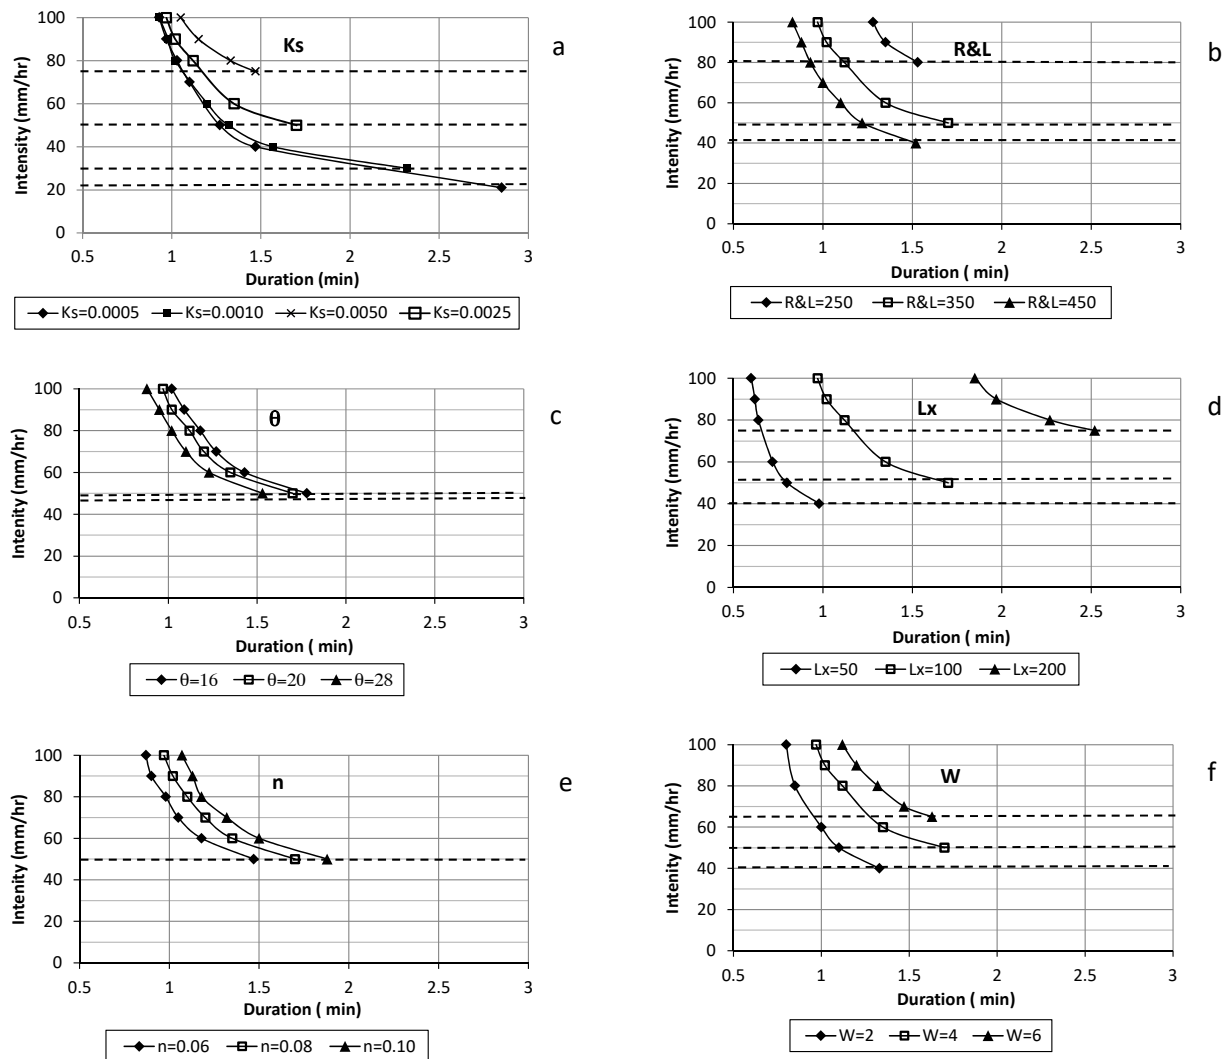 a
Ks
Intensity (mm/hr)
100
80
60
40
20
0
0.5 1 1.5 2 2.5 3
Duration (min)
Ks=0.0005 Ks=0.0010 Ks=0.0050 Ks=0.0025
b
R&L
Intenity (mm/hr)
100
80
60
40
20
0
0.5 1 1.5 2 2.5 3
Duration ( min)
R&L=250 R&L=350 R&L=450
c
θ
Intenity (mm/hr)
100
80
60
40
20
0
0.5 1 1.5 2 2.5 3
Duration ( min)
θ=16 θ=20 θ=28
d
Lx
Intenity (mm/hr)
100
80
60
40
20
0
0.5 1 1.5 2 2.5 3
Duration ( min)
Lx=50 Lx=100 Lx=200
e
n
Intenity (mm/hr)
100
80
60
40
20
0
0.5 1 1.5 2 2.5 3
Duration ( min)
n=0.06 n=0.08 n=0.10
f
W
Intenity (mm/hr)
100
80
60
40
20
0
0.5 1 1.5 2 2.5 3
Duration ( min)
W=2 W=4 W=6